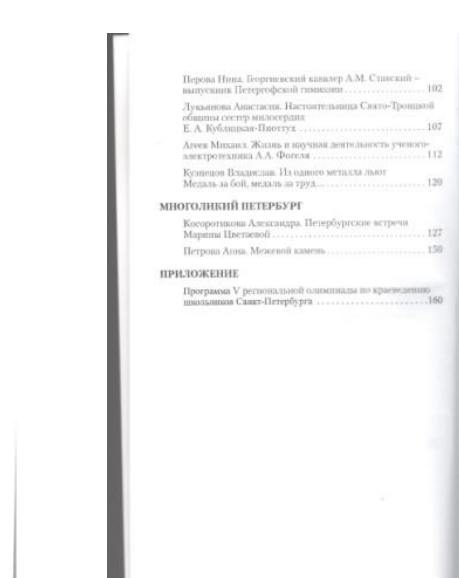 Перова Нина. Георгиевский кавалер А.М. Станский –
выпускник Петергофской гимназии .................... 102
Лукьянова Анастасия. Настоятельница Свято-Троицкой
общины сестер милосердия
Е. А. Кублицкая-Пиоттух .................... 107
Агеев Михаил. Жизнь и научная деятельность ученого-
электротехника А.А. Фогеля .................... 112
Кузнецов Владислав. Из одного металла льют
Медаль за бой, медаль за труд... .................... 120
МНОГОЛИКИЙ ПЕТЕРБУРГ
Косоротикова Александра. Петербургские встречи
Марины Цветаевой .................... 127
Петрова Анна. Межевой камень .................... 150
ПРИЛОЖЕНИЕ
Программа V региональной олимпиады по краеведению
школьников Санкт-Петербурга .................... 160